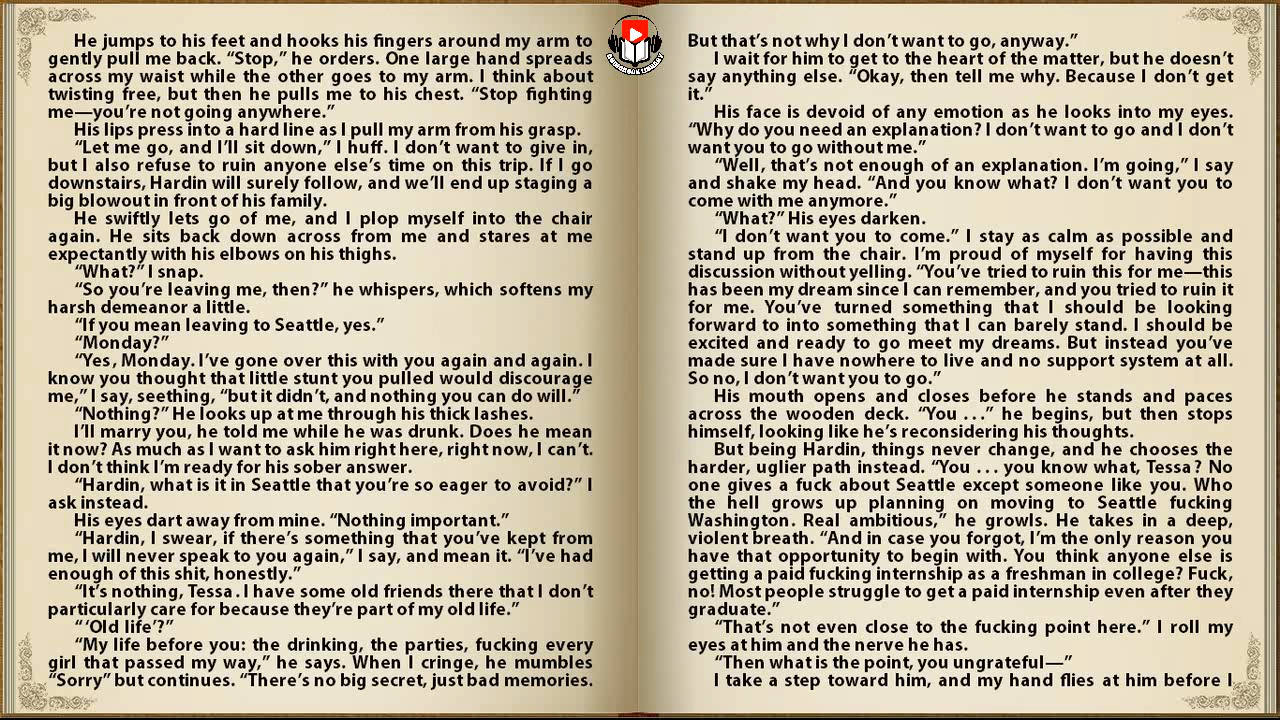 He jumps to his feet and hooks his fingers around my arm to
gently pull me back. “Stop,” he orders. One large hand spreads
across my waist while the other goes to my arm. I think about
twisting free, but then he pulls me to his chest. “Stop fighting
me—you’re not going anywhere.”
His lips press into a hard line as I pull my arm from his grasp.
“Let me go, and I’ll sit down,” I huff. I don’t want to give in,
but I also refuse to ruin anyone else’s time on this trip. If I go
downstairs, Hardin will surely follow, and we’ll end up staging a
big blowout in front of his family.
He swiftly lets go of me, and I plop myself into the chair
again. He sits back down across from me and stares at me
expectantly with his elbows on his thighs.
“What?” I snap.
“So you’re leaving me, then?” he whispers, which softens my
harsh demeanor a little.
“If you mean leaving to Seattle, yes.”
“Monday?”
“Yes, Monday. I’ve gone over this with you again and again. I
know you thought that little stunt you pulled would discourage
me,” I say, seething, “but it didn’t, and nothing you can do will.”
“Nothing?” He looks up at me through his thick lashes.
I’ll marry you, he told me while he was drunk. Does he mean
it now? As much as I want to ask him right here, right now, I can’t.
I don’t think I’m ready for his sober answer.
“Hardin, what is it in Seattle that you’re so eager to avoid?” I
ask instead.
His eyes dart away from mine. “Nothing important.”
“Hardin, I swear, if there’s something that you’ve kept from
me, I will never speak to you again,” I say, and mean it. “I’ve had
enough of this shit, honestly.”
“It’s nothing, Tessa . I have some old friends there that I don’t
particularly care for because they’re part of my old life.”
“ ‘Old life’?”
“My life before you: the drinking, the parties, fucking every
girl that passed my way,” he says. When I cringe, he mumbles
“Sorry” but continues. “There’s no big secret, just bad memories.
But that’s not why I don’t want to go, anyway.”
I wait for him to get to the heart of the matter, but he doesn’t
say anything else. “Okay, then tell me why. Because I don’t get
it.”
His face is devoid of any emotion as he looks into my eyes.
“Why do you need an explanation? I don’t want to go and I don’t
want you to go without me.”
“Well, that’s not enough of an explanation. I’m going,” I say
and shake my head. “And you know what? I don’t want you to
come with me anymore.”
“What?” His eyes darken.
“I don’t want you to come.” I stay as calm as possible and
stand up from the chair. I’m proud of myself for having this
discussion without yelling. “You’ve tried to ruin this for me—this
has been my dream since I can remember, and you tried to ruin it
for me. You’ve turned something that I should be looking
forward to into something that I can barely stand. I should be
excited and ready to go meet my dreams. But instead you’ve
made sure I have nowhere to live and no support system at all.
So no, I don’t want you to go.”
His mouth opens and closes before he stands and paces
across the wooden deck. “You . . .” he begins, but then stops
himself, looking like he’s reconsidering his thoughts.
But being Hardin, things never change, and he chooses the
harder, uglier path instead. “You . . . you know what, Tessa ? No
one gives a fuck about Seattle except someone like you. Who
the hell grows up planning on moving to Seattle fucking
Washington. Real ambitious,” he growls. He takes in a deep,
violent breath. “And in case you forgot, I’m the only reason you
have that opportunity to begin with. You think anyone else is
getting a paid fucking internship as a freshman in college? Fuck,
no! Most people struggle to get a paid internship even after they
graduate.”
“That’s not even close to the fucking point here.” I roll my
eyes at him and the nerve he has.
“Then what is the point, you ungrateful—”
I take a step toward him, and my hand flies at him before I